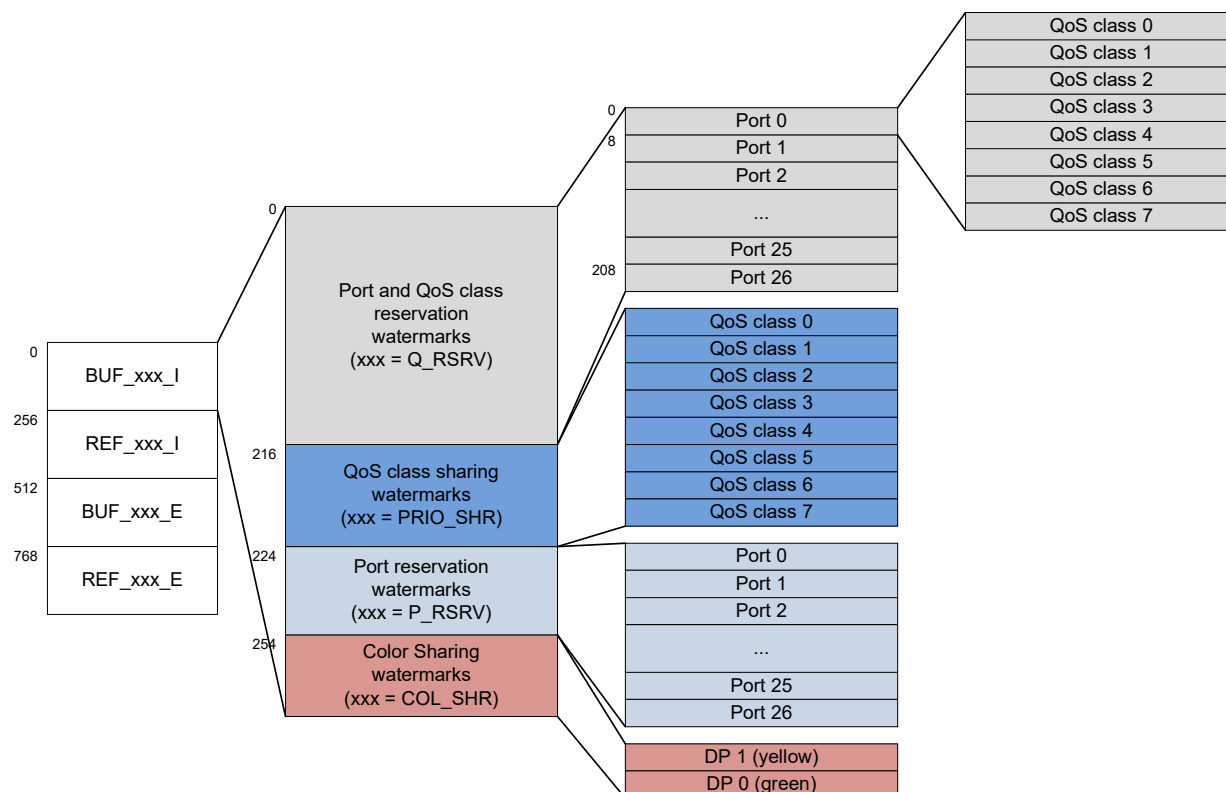 0
BUF_xxx_I
256
REF_xxx_I
512
BUF_xxx_E
768
REF_xxx_E
0
Port and QoS class
reservation
watermarks
(xxx = Q_RSRV)
216
QoS class sharing
watermarks
(xxx = PRIO_SHR)
224
Port reservation
watermarks
(xxx = P_RSRV)
254
Color Sharing
watermarks
(xxx = COL_SHR)
0
Port 0
8
Port 1
Port 2
...
Port 25
208
Port 26
QoS class 0
QoS class 1
QoS class 2
QoS class 3
QoS class 4
QoS class 5
QoS class 6
QoS class 7
Port 0
Port 1
Port 2
...
Port 25
Port 26
DP 1 (yellow)
DP 0 (green)
QoS class 0
QoS class 1
QoS class 2
QoS class 3
QoS class 4
QoS class 5
QoS class 6
QoS class 7